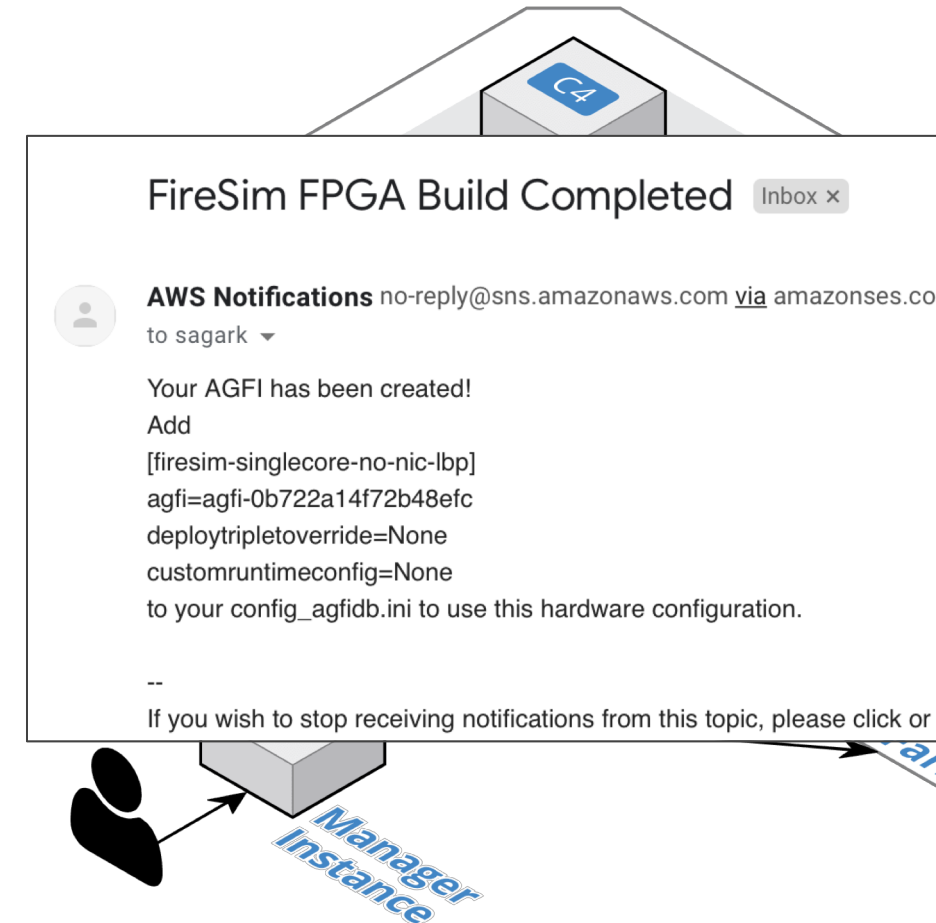 C4
FireSim FPGA Build Completed Inbox ×
AWS Notifications no-reply@sns.amazonaws.com via amazonses.co
to sagark
Your AGFI has been created!
Add
[firesim-singlecore-no-nic-lbp]
agfi=agfi-0b722a14f72b48efc
deploytripletoverride=None
customruntimeconfig=None
to your config_agfidb.ini to use this hardware configuration.
--
If you wish to stop receiving notifications from this topic, please click or
Manager
Instance